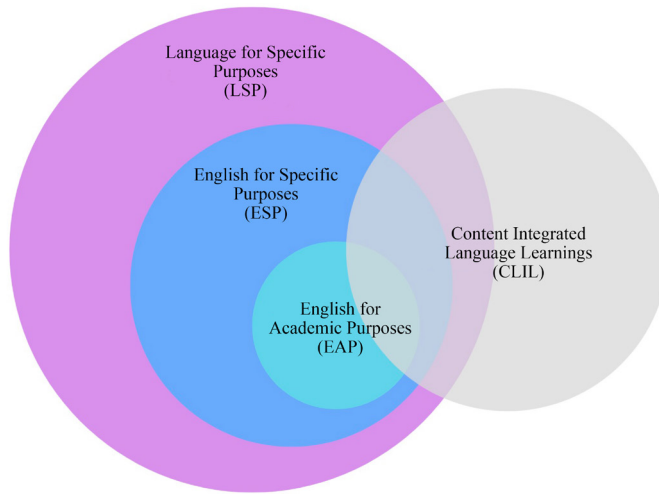 Language for Specific
Purposes
(LSP)
English for Specific
Purposes
(ESP)
Content Integrated
Language Learnings
(CLIL)
English for
Academic Purposes
(EAP)